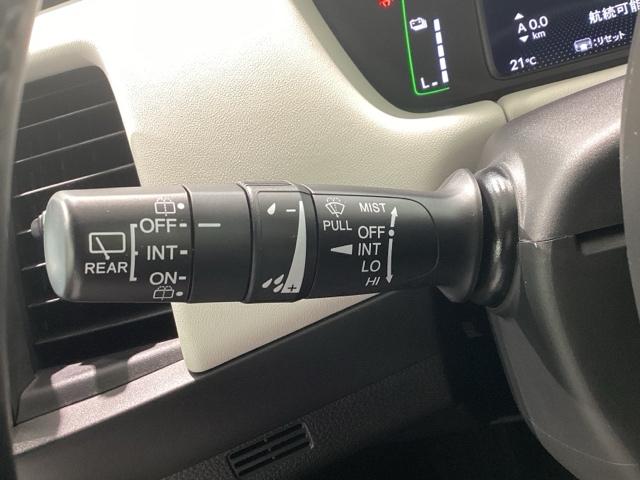 航続可能
A 0.0
km
:リセット
21℃
L
OFF
INT
ON
REAR
−
+
PULL
MIST
OFF
INT
LO
HI